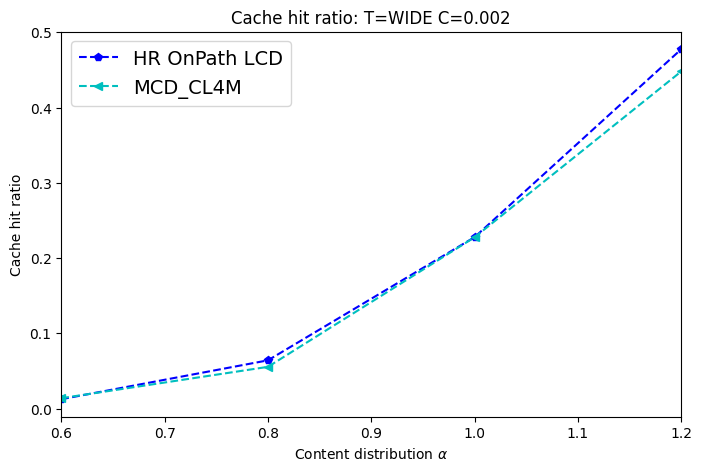 Cache hit ratio: T=WIDE C=0.002
HR OnPath LCD
MCD_CL4M
Cache hit ratio
0.5
0.4
0.3
0.2
0.1
0.0
0.6 0.7 0.8 0.9 1.0 1.1 1.2
Content distribution α